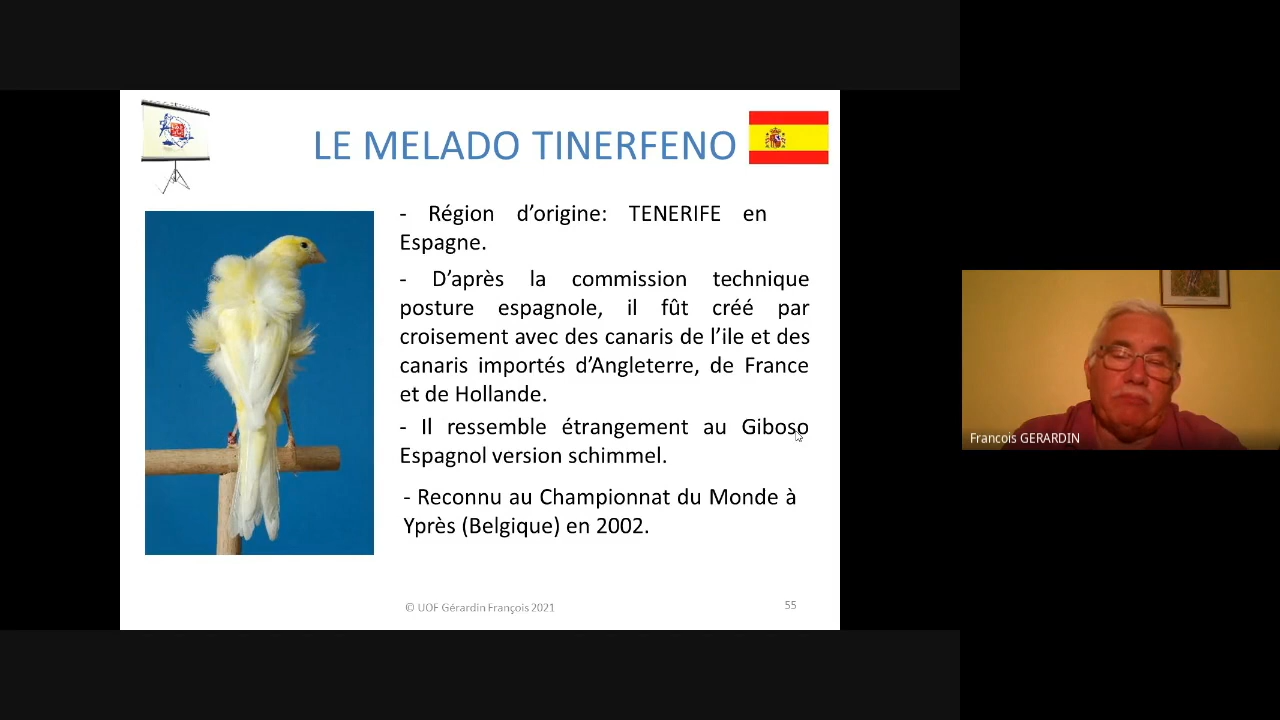 LE MELADO TINERFENO
- Région d’origine: TENERIFE en
Espagne.
- D’après la commission technique
posture espagnole, il fût créé par
croisement avec des canaris de l’ile et des
canaris importés d’Angleterre, de France
et de Hollande.
- Il ressemble étrangement au Giboso
Espagnol version schimmel.
- Reconnu au Championnat du Monde à
Yprès (Belgique) en 2002.
© UOF Gérardin François 2021
55
Francois GERARDIN